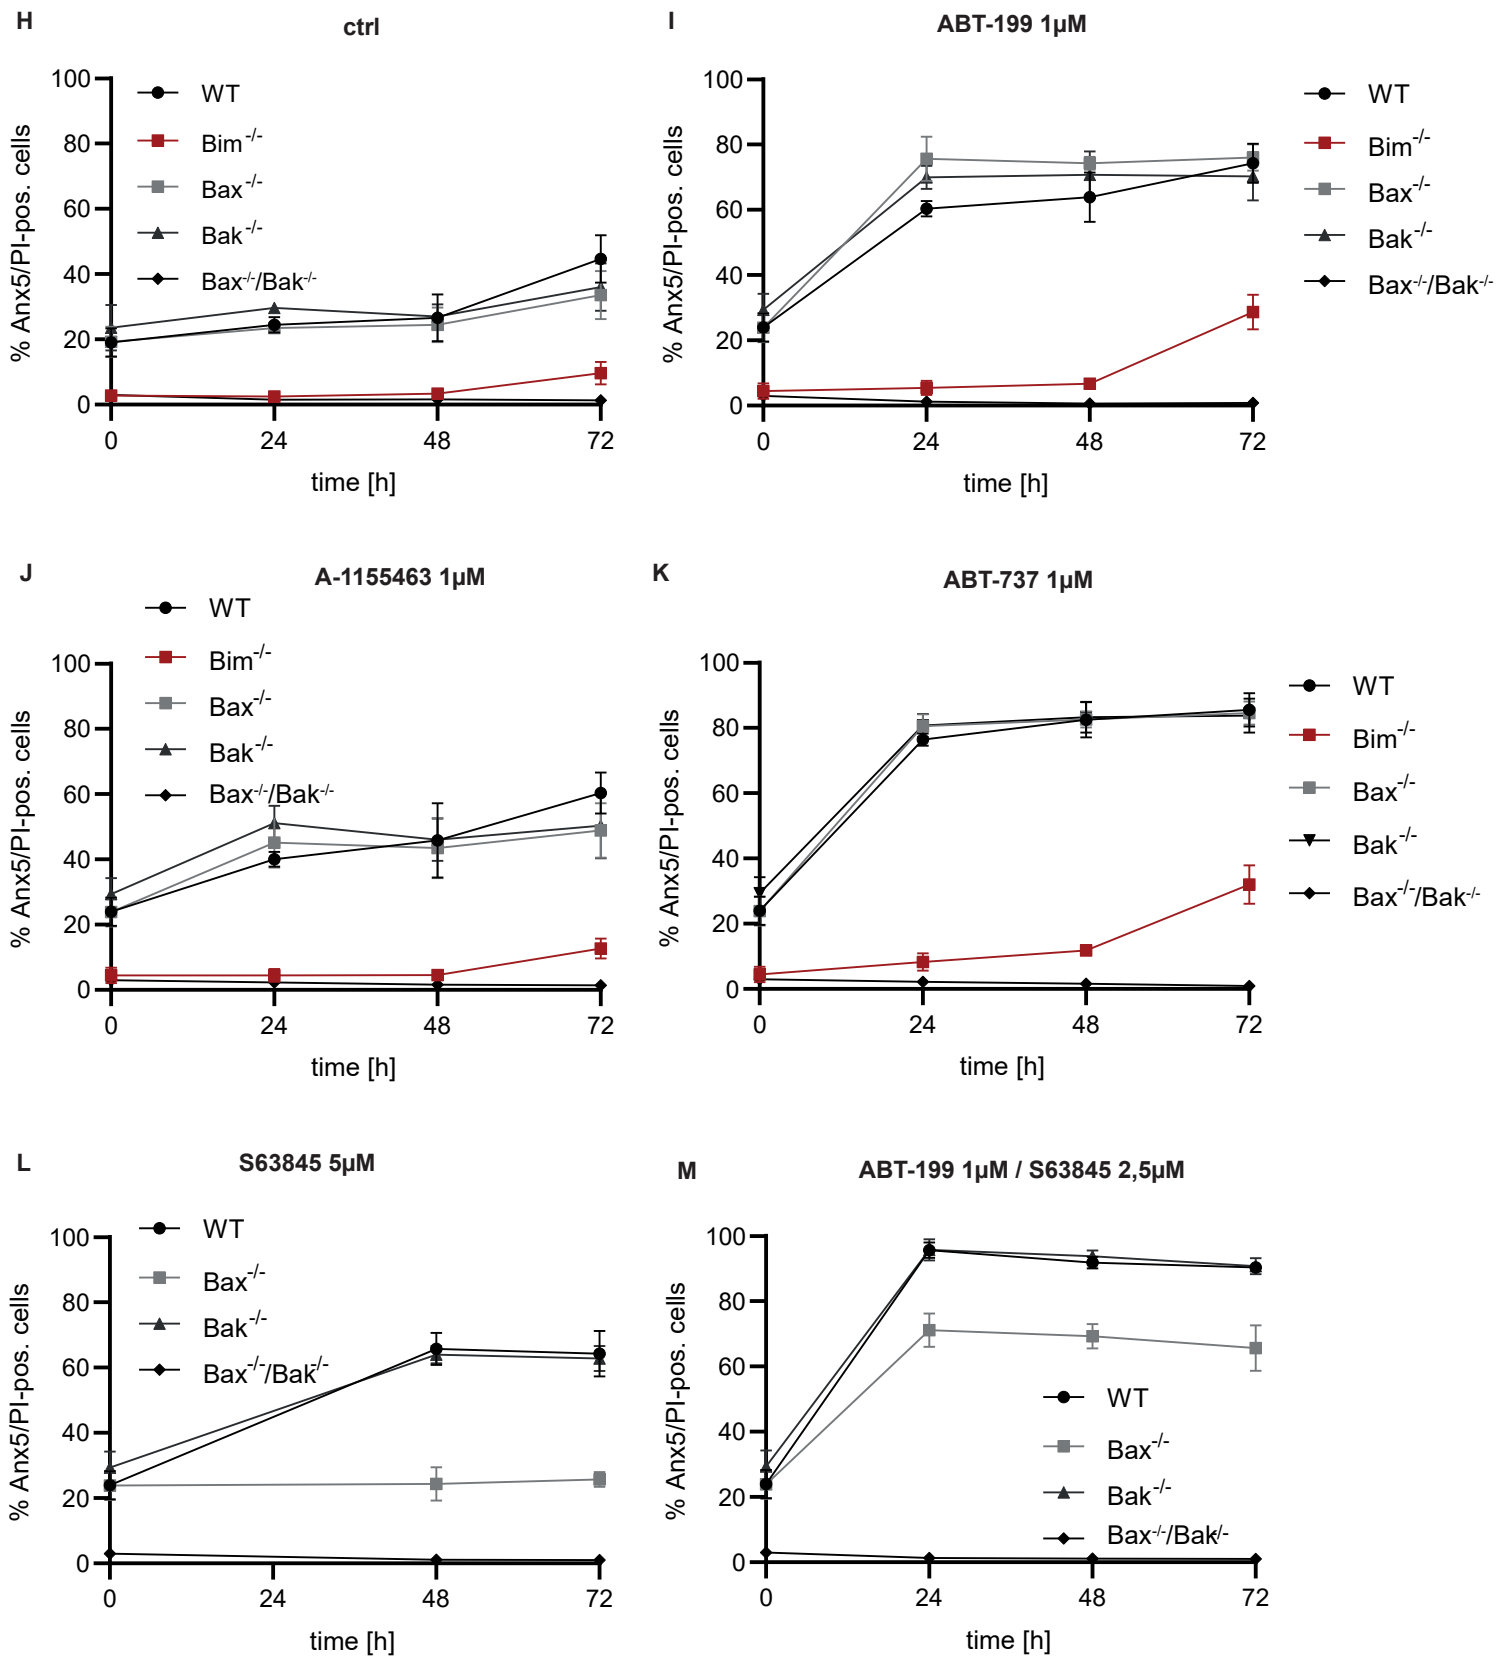 H
ctrl
% Anx5/PI-pos. cells
100
80
60
40
20
0
0 24 48 72
time [h]
WT
Bim-/-
Bax-/-
Bak-/-
Bax-/-/Bak-/-
I
ABT-199 1µM
% Anx5/PI-pos. cells
100
80
60
40
20
0
0 24 48 72
time [h]
WT
Bim-/-
Bax-/-
Bak-/-
Bax-/-/Bak-/-
J
A-1155463 1µM
WT
Bim-/-
Bax-/-
Bak-/-
Bax-/-/Bak-/-
% Anx5/PI-pos. cells
100
80
60
40
20
0
0 24 48 72
time [h]
K
ABT-737 1µM
% Anx5/PI-pos. cells
100
80
60
40
20
0
0 24 48 72
time [h]
WT
Bim-/-
Bax-/-
Bak-/-
Bax-/-/Bak-/-
L
S63845 5µM
% Anx5/PI-pos. cells
100
80
60
40
20
0
0 24 48 72
time [h]
WT
Bax-/-
Bak-/-
Bax-/-/Bak-/-
M
ABT-199 1µM / S63845 2,5µM
% Anx5/PI-pos. cells
100
80
60
40
20
0
0 24 48 72
time [h]
WT
Bax-/-
Bak-/-
Bax-/-/Bak-/-